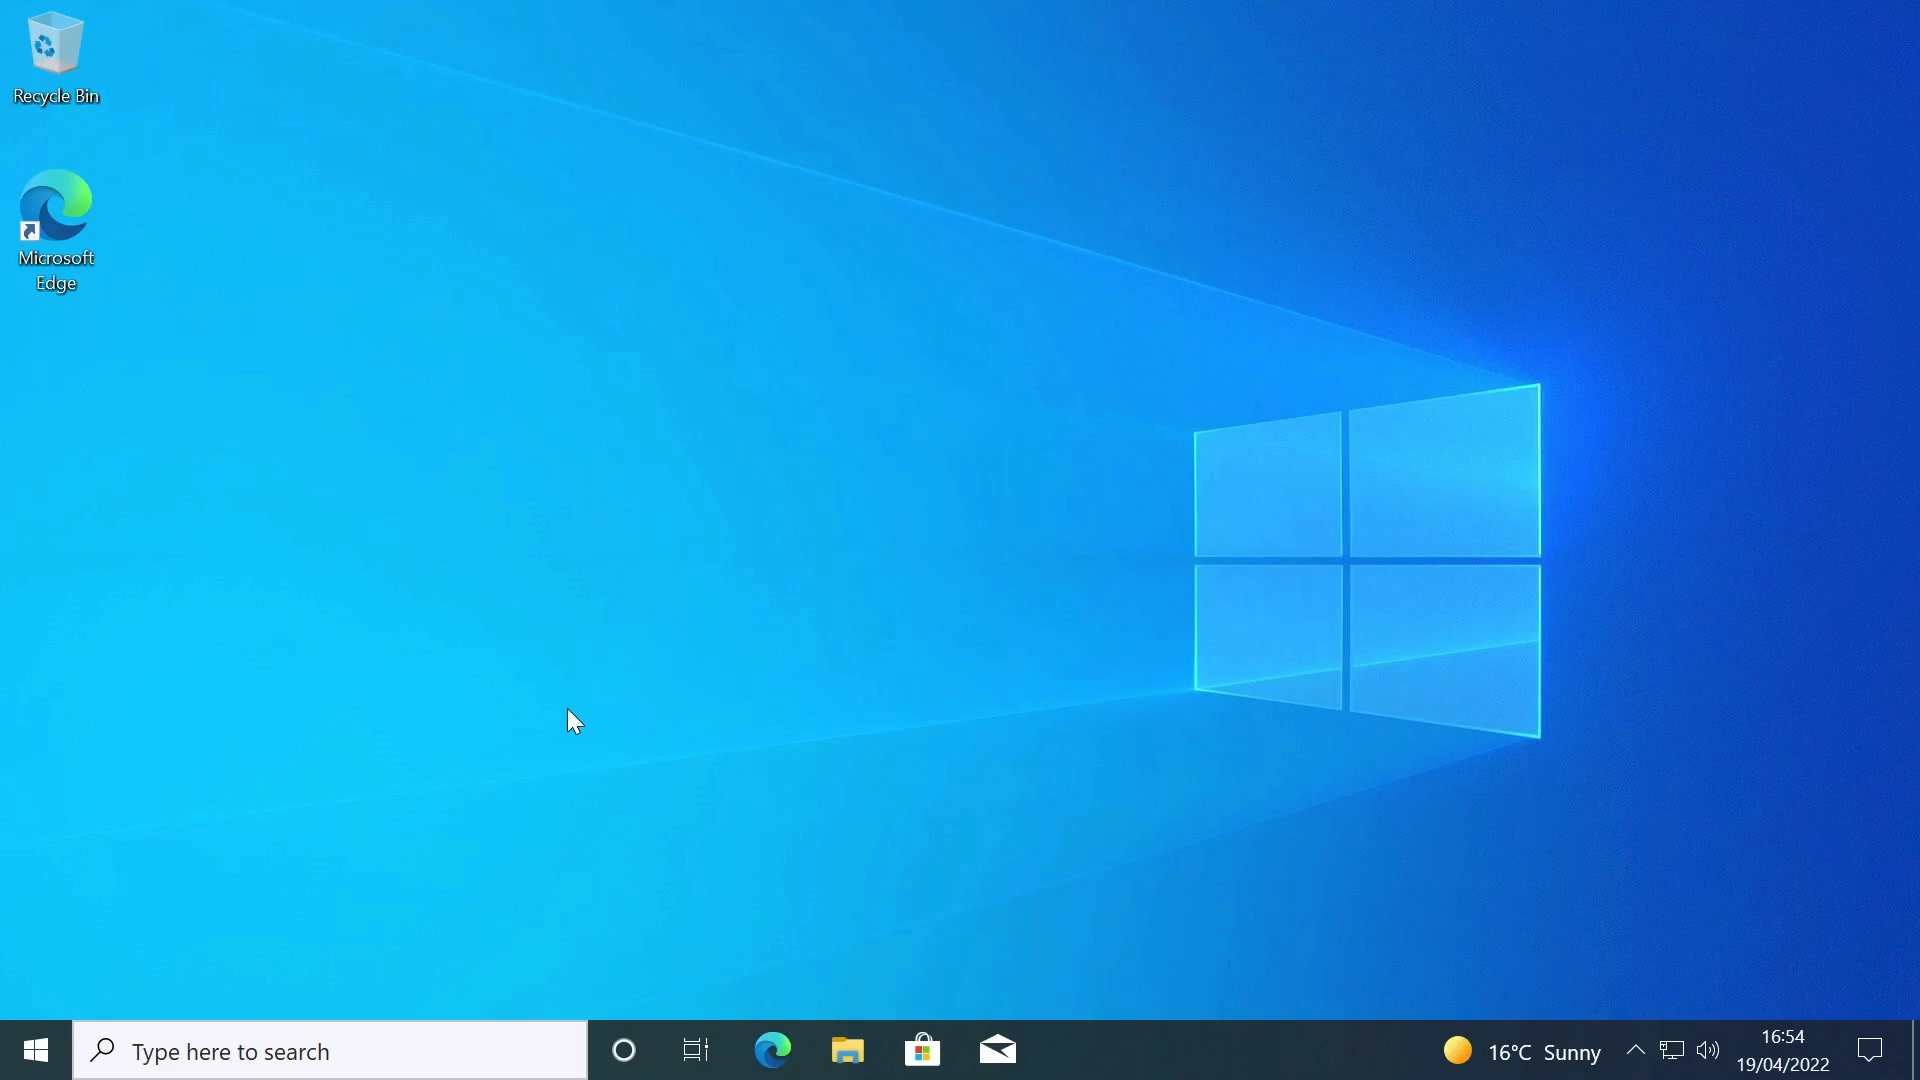 Recycle Bin
Microsoft
Edge
Type here to search
16°C Sunny
16:54
19/04/2022